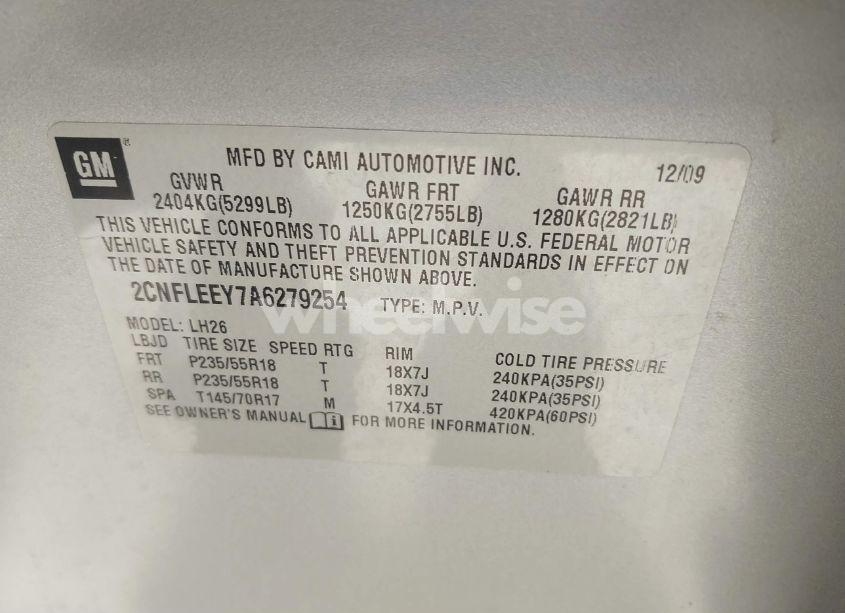 GM ®
MFD BY CAMI AUTOMOTIVE INC. 12/09
GVWR GAWR FRT GAWR RR
2404KG(5299LB) 1250KG(2755LB) 1280KG(2821LB)
THIS VEHICLE CONFORMS TO ALL APPLICABLE U.S. FEDERAL MOTOR
VEHICLE SAFETY AND THEFT PREVENTION STANDARDS IN EFFECT ON
THE DATE OF MANUFACTURE SHOWN ABOVE.
2CNFLEEY7A6279254 TYPE: M.P.V.
wheelwise
MODEL: LH26
LBJD TIRE SIZE SPEED RTG RIM COLD TIRE PRESSURE
FRT P235/55R18 T 18X7J 240KPA(35PSI)
RR P235/55R18 T 18X7J 240KPA(35PSI)
SPA T145/70R17 M 17X4.5T 420KPA(60PSI)
SEE OWNER'S MANUAL i FOR MORE INFORMATION.